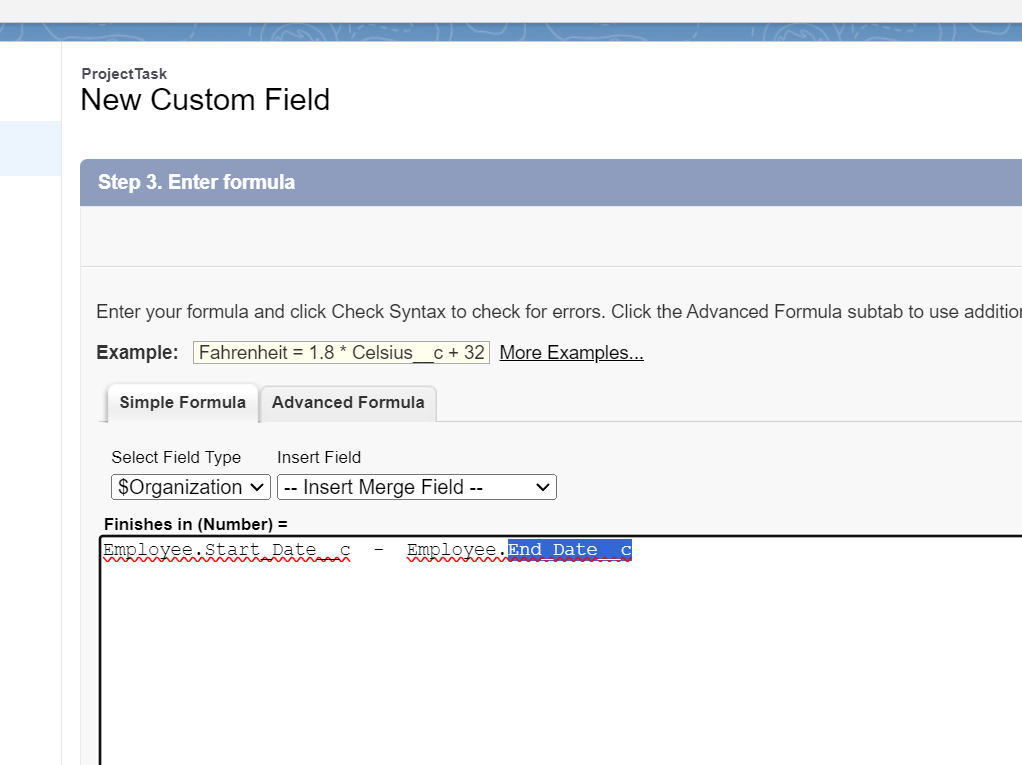 ProjectTask
New Custom Field
Step 3. Enter formula
Enter your formula and click Check Syntax to check for errors. Click the Advanced Formula subtab to use
Example: Fahrenheit = 1.8 * Celsius__c + 32 More Examples...
Simple Formula Advanced Formula
Select Field Type Insert Field
$Organization -- Insert Merge Field --
Finishes in (Number) =
Employee.Start_Date__c - Employee.End_Date__c